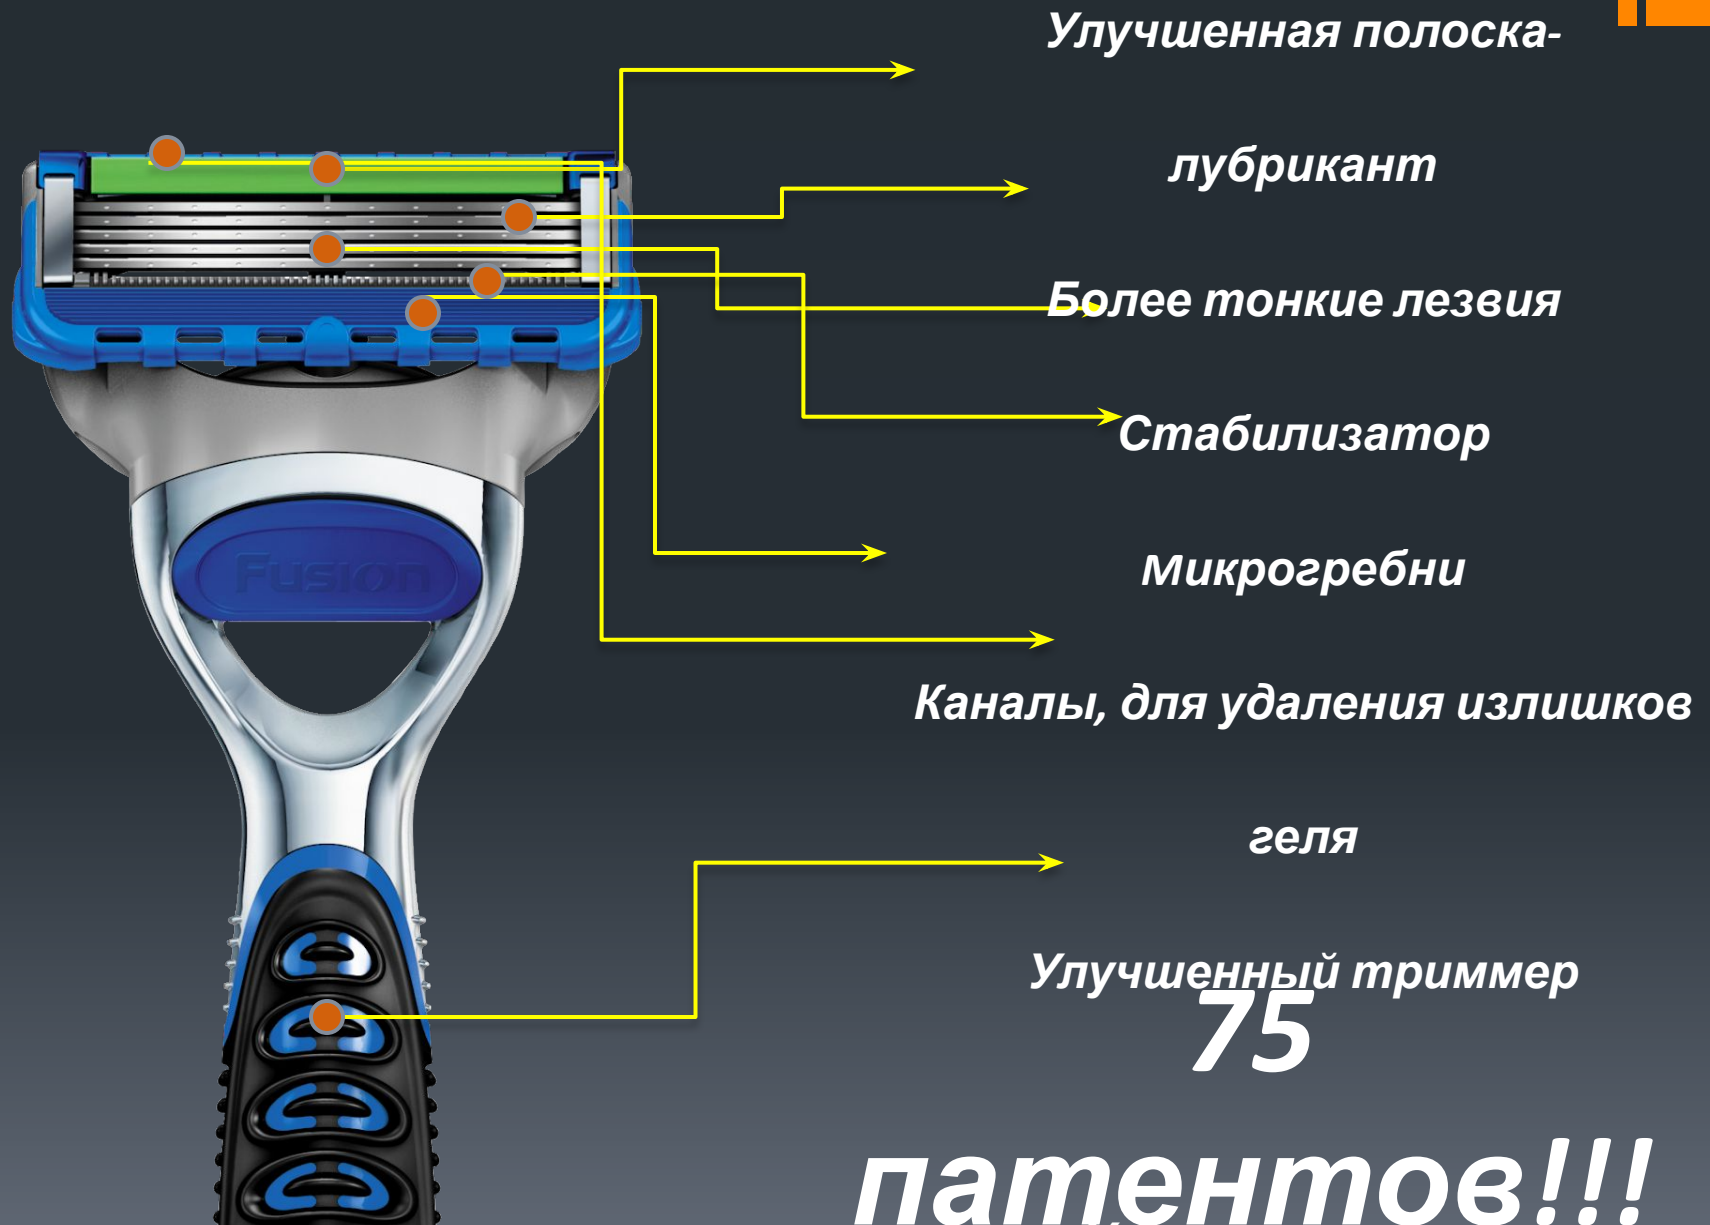 Улучшенная полоска-
лубрикант
Более тонкие лезвия
Стабилизатор
Микрогребни
Каналы, для удаления излишков
геля
Улучшенный триммер
75
патентов!!!
Fusion